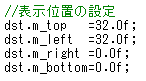 //表示位置の設定
dst.m_top   =32.0f;
dst.m_left  =32.0f;
dst.m_right =0.0f;
dst.m_bottom=0.0f;